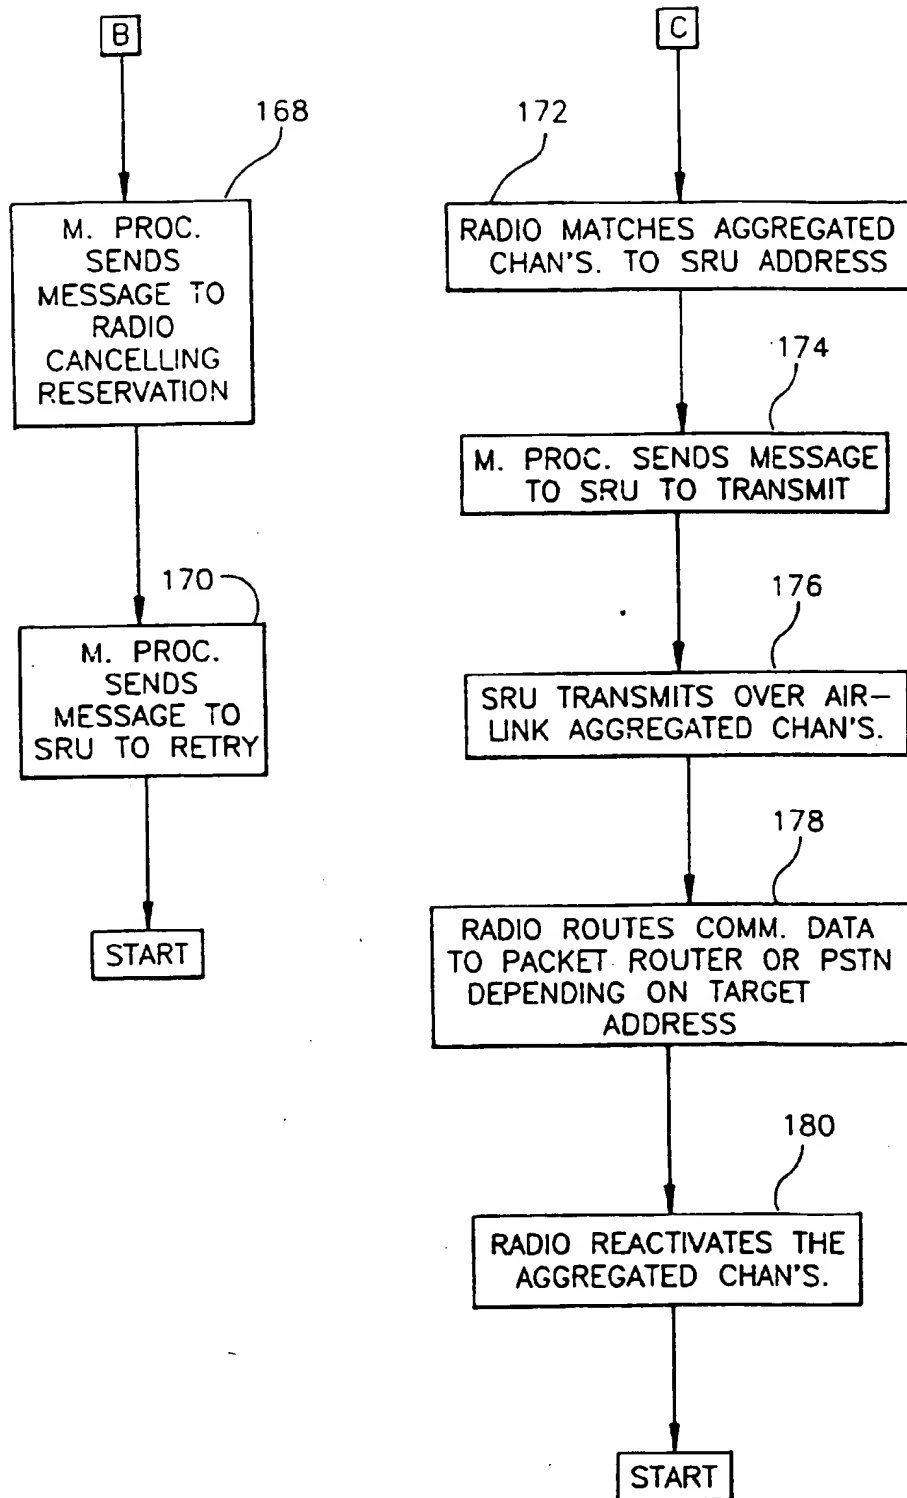 B
168
M. PROC.
SENDS
MESSAGE TO
RADIO
CANCELLING
RESERVATION
170
M. PROC.
SENDS
MESSAGE TO
SRU TO RETRY
START
C
172
RADIO MATCHES AGGREGATED
CHAN'S. TO SRU ADDRESS
174
M. PROC. SENDS MESSAGE
TO SRU TO TRANSMIT
176
SRU TRANSMITS OVER AIR-
LINK AGGREGATED CHAN'S.
178
RADIO ROUTES COMM. DATA
TO PACKET ROUTER OR PSTN
DEPENDING ON TARGET
ADDRESS
180
RADIO REACTIVATES THE
AGGREGATED CHAN'S.
START